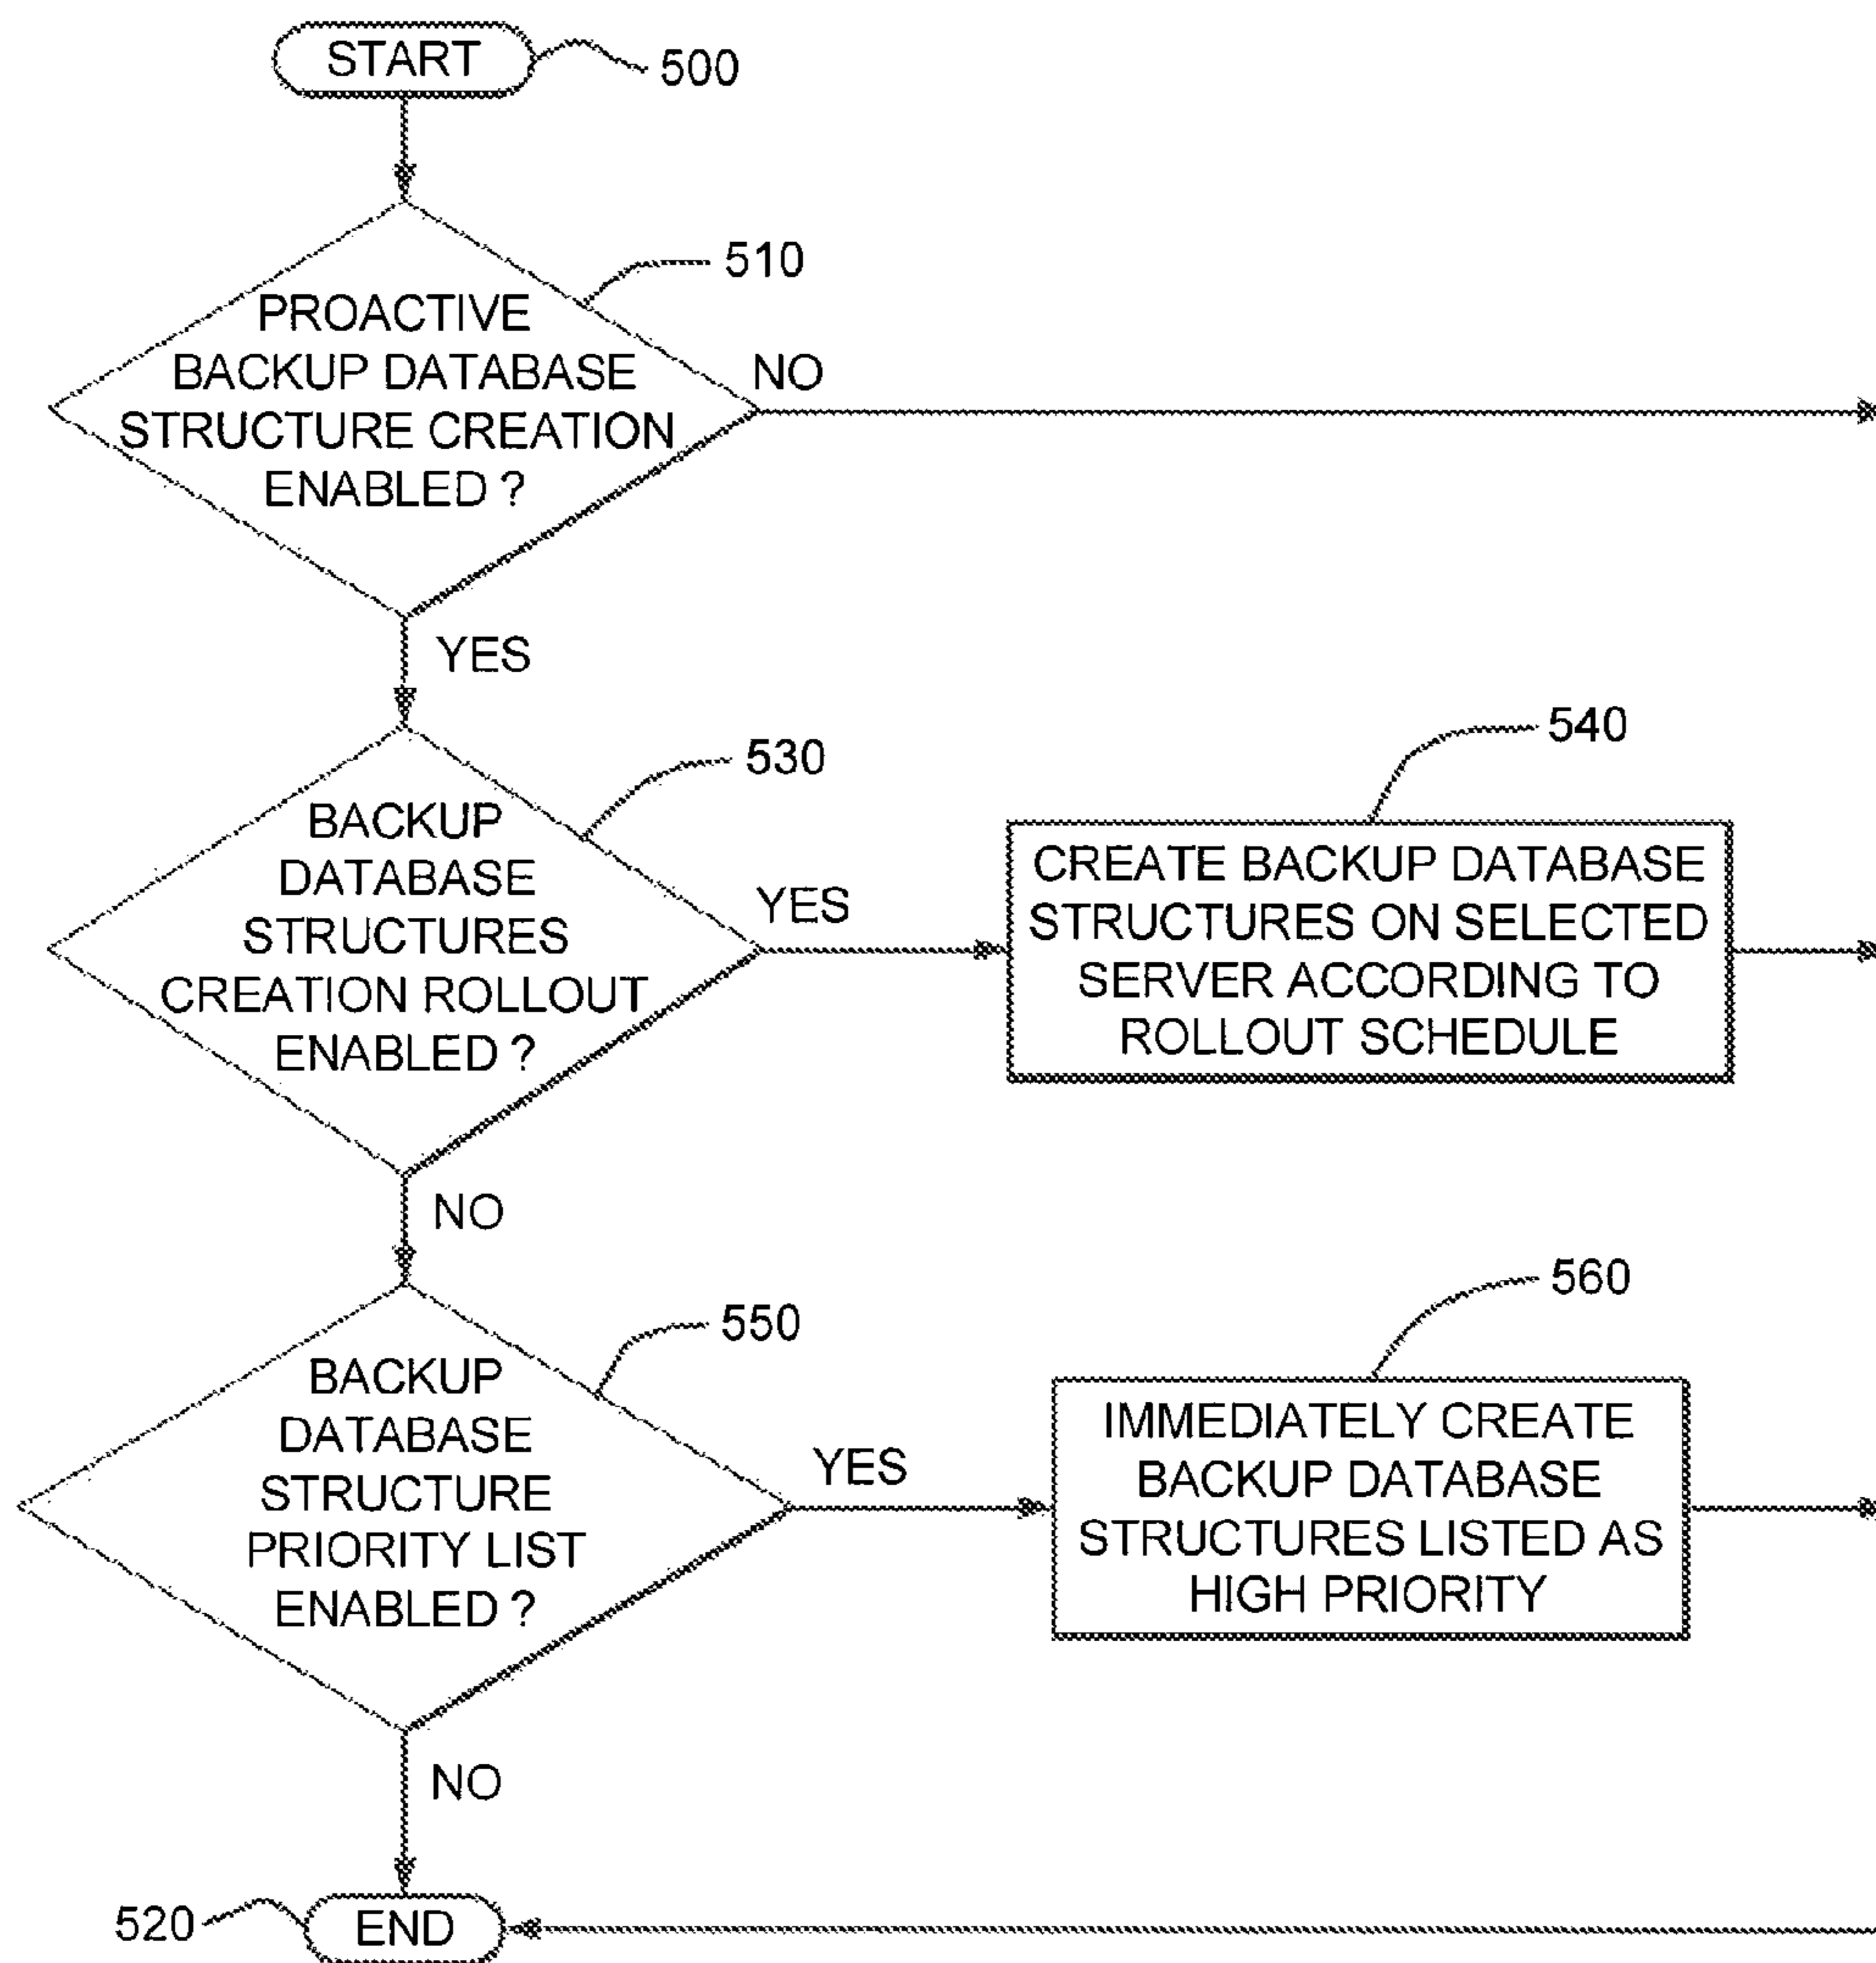 START
500
510
PROACTIVE
BACKUP DATABASE
STRUCTURE CREATION
ENABLED ?
NO
YES
530
BACKUP
DATABASE
STRUCTURES
CREATION ROLLOUT
ENABLED ?
YES
540
CREATE BACKUP DATABASE
STRUCTURES ON SELECTED
SERVER ACCORDING TO
ROLLOUT SCHEDULE
NO
550
BACKUP
DATABASE
STRUCTURE
PRIORITY LIST
ENABLED ?
YES
560
IMMEDIATELY CREATE
BACKUP DATABASE
STRUCTURES LISTED AS
HIGH PRIORITY
NO
520
END